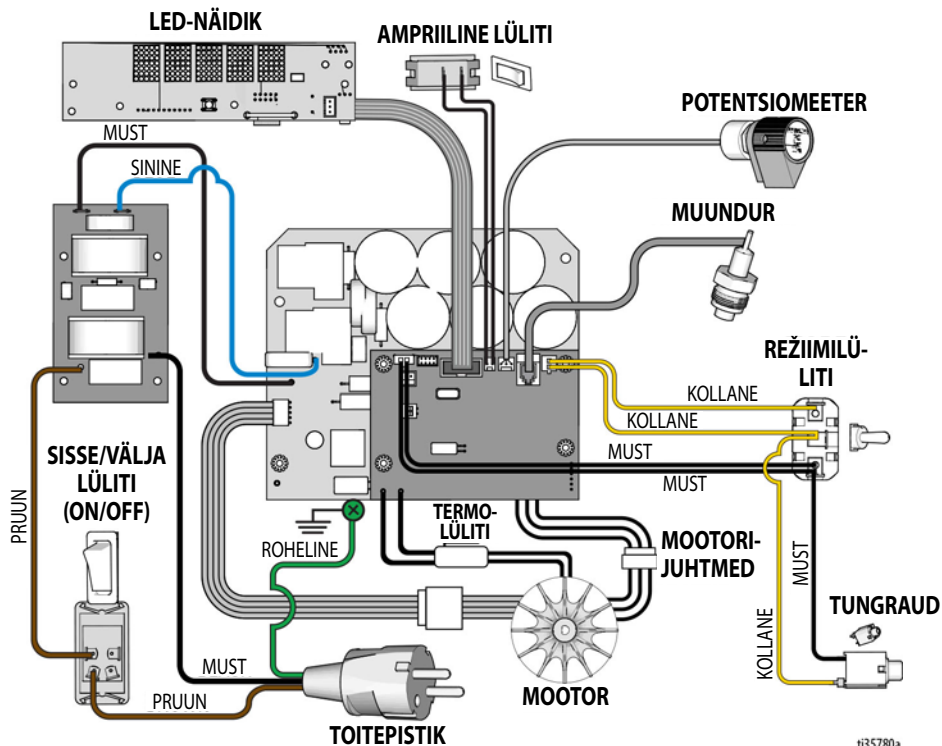 LED-NÄIDIK
AMPRIILINE LÜLITI
POTENTSIOMEETER
MUST
SININE
MUUNDUR
REŽIIMILÜ-
LITI
KOLLANE
KOLLANE
MUST
MUST
SISSE/VÄLJA
LÜLITI
(ON/OFF)
PRUUN
TERMO-
LÜLITI
ROHELINE
MOOTORI-
JUHTMED
MUST
KOLLANE
TUNGRAUD
MUST
PRUUN
MOOTOR
TOITEPISTIK
ti35780a